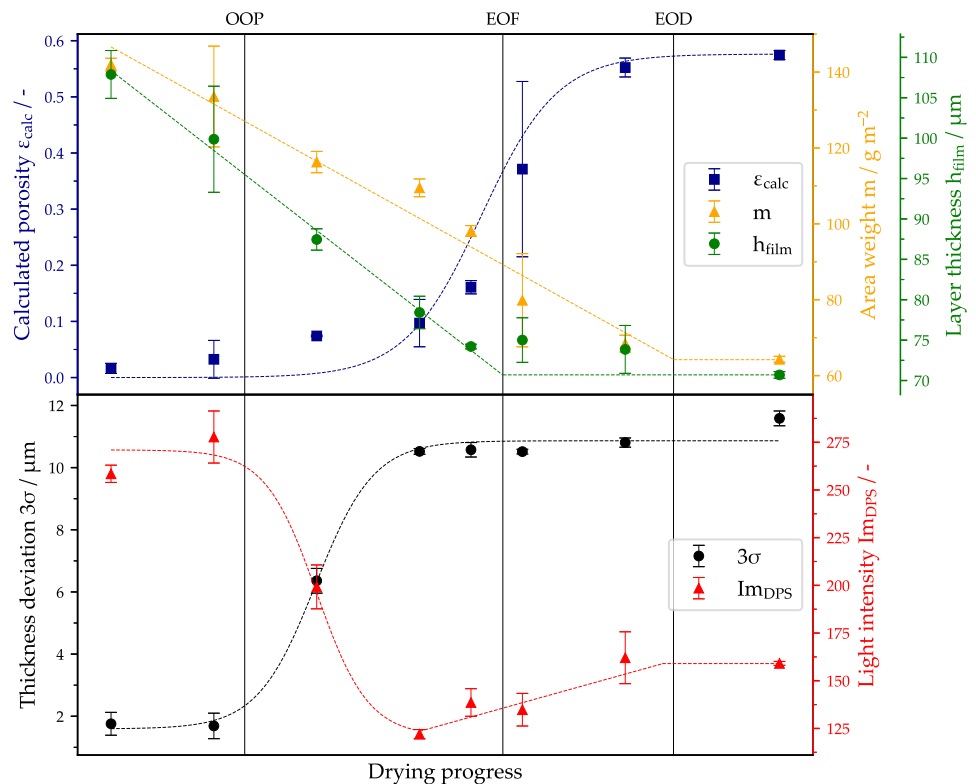 OOP EOF EOD
Calculated porosity εcalc / -
0.6
0.5
0.4
0.3
0.2
0.1
0.0
εcalc
m
hfilm
140
120
100
80
60
Area weight m / g m−2
110
105
100
95
90
85
80
75
70
Layer thickness hfilm / μm
Thickness deviation 3σ / μm
12
10
8
6
4
2
3σ
ImDPS
275
250
225
200
175
150
125
Light intensity ImDPS / -
Drying progress